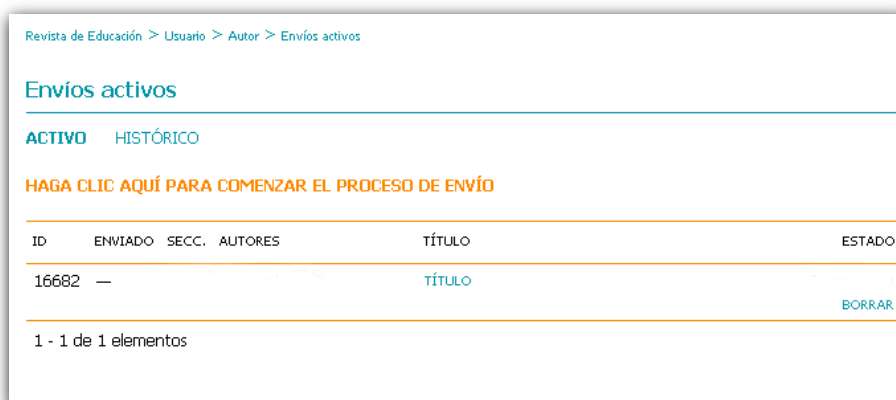 Revista de Educación > Usuario > Autor > Envíos activos
Envíos activos
ACTIVO HISTÓRICO
HAGA CLIC AQUÍ PARA COMENZAR EL PROCESO DE ENVÍO
ID ENVIADO SECC. AUTORES TÍTULO ESTADO
16682 — TÍTULO
BORRAR
1 - 1 de 1 elementos